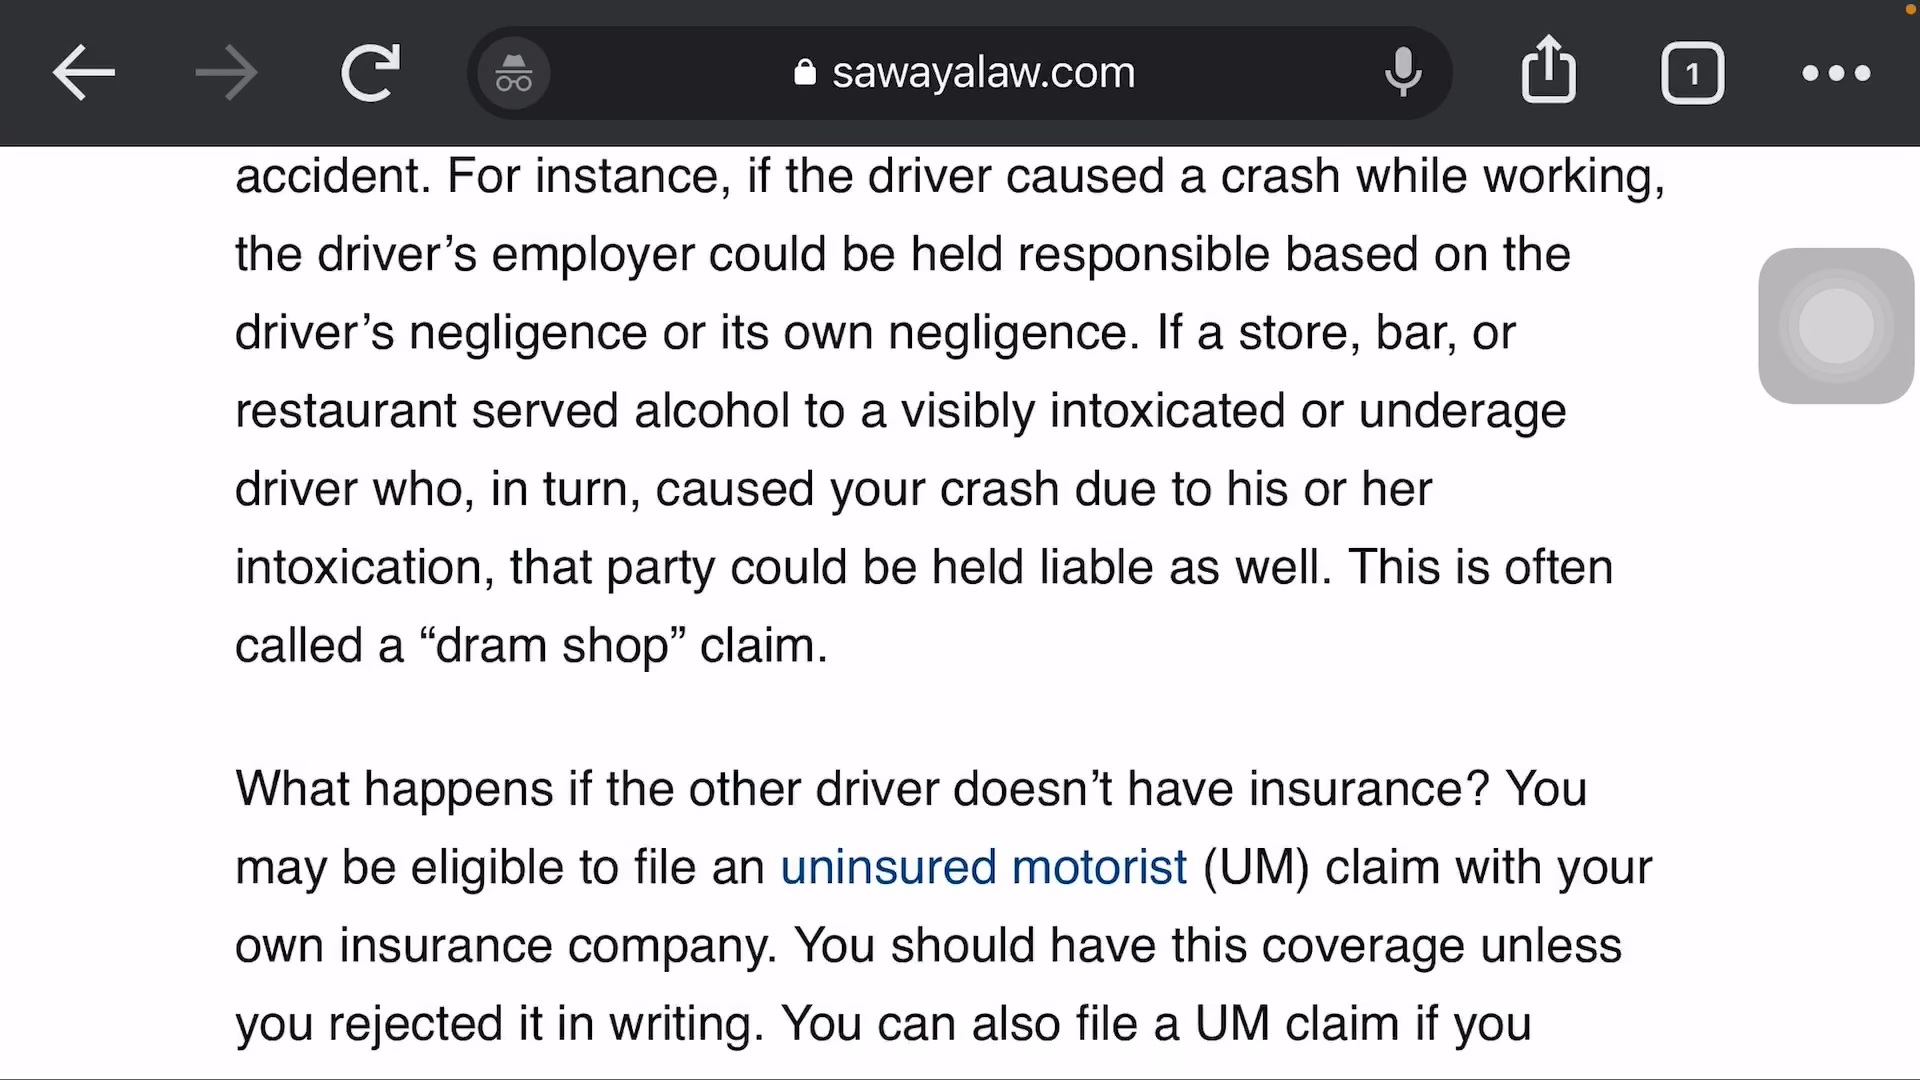 sawayalaw.com
1
accident. For instance, if the driver caused a crash while working,
the driver’s employer could be held responsible based on the
driver’s negligence or its own negligence. If a store, bar, or
restaurant served alcohol to a visibly intoxicated or underage
driver who, in turn, caused your crash due to his or her
intoxication, that party could be held liable as well. This is often
called a “dram shop” claim.
What happens if the other driver doesn’t have insurance? You
may be eligible to file an uninsured motorist (UM) claim with your
own insurance company. You should have this coverage unless
you rejected it in writing. You can also file a UM claim if you